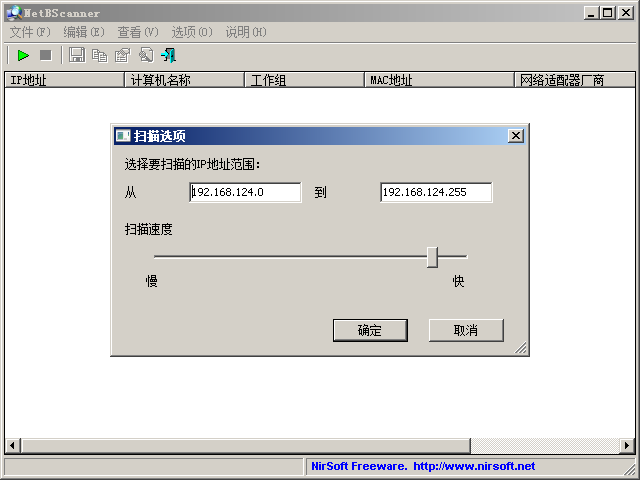 NetBScanner
文件(F) 编辑(E) 查看(V) 选项(O) 说明(H)
IP地址 计算机名称 工作组 MAC地址 网络适配器厂商
扫描选项
选择要扫描的IP地址范围:
从 192.168.124.0 到 192.168.124.255
扫描速度
慢 快
确定 取消
NirSoft Freeware. http://www.nirsoft.net